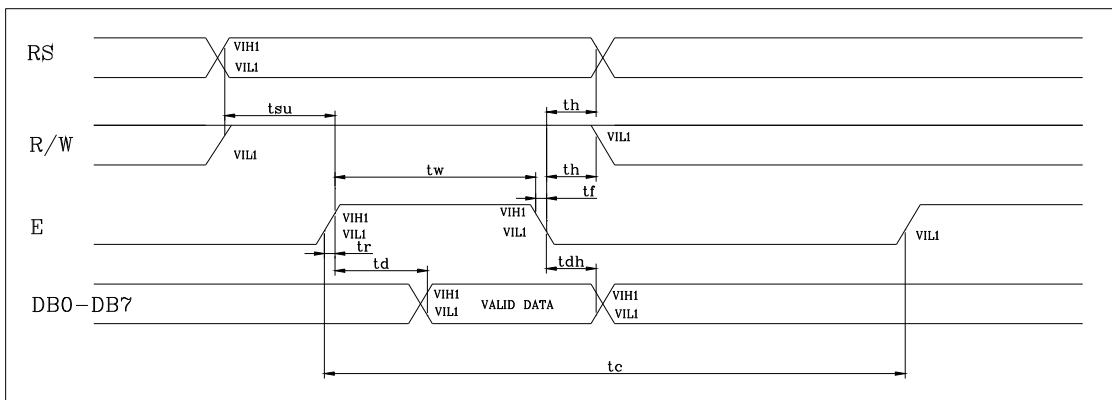 RS
VIH1
VIL1
tsu
th
R/W
VIL1
VIL1
tw
th
tf
E
VIH1
VIL1
VIH1
VIL1
VIL1
tr
td
tdh
DB0-DB7
VIH1
VIL1
VALID DATA
VIH1
VIL1
tc